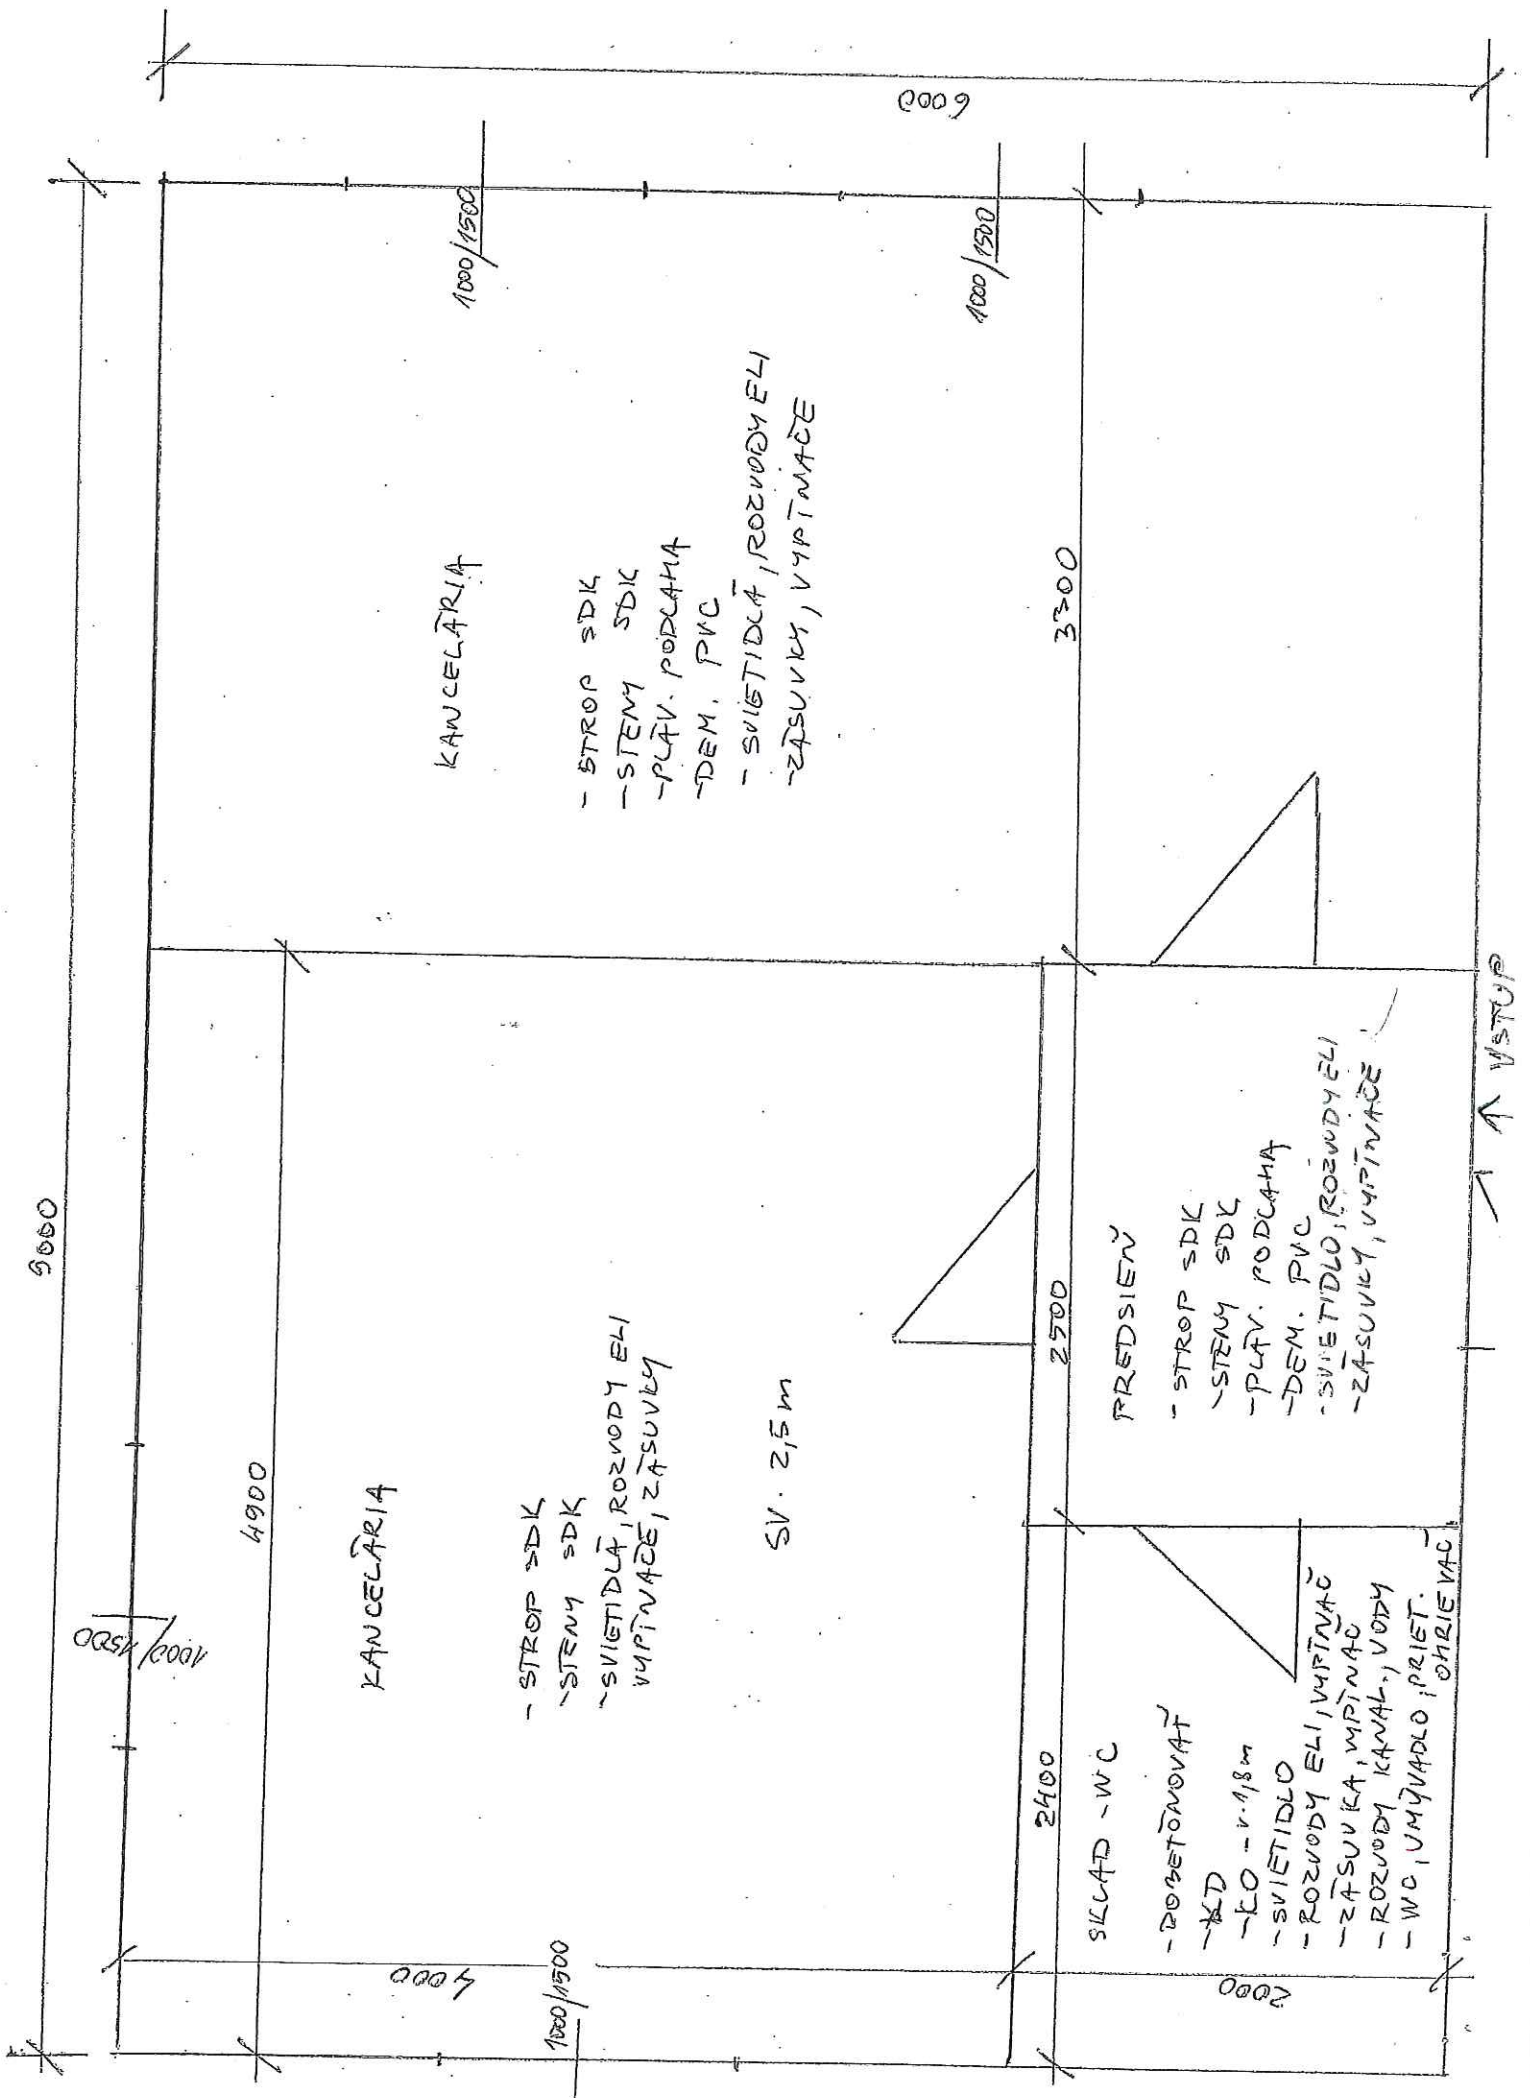 9000
6000
4900
1000/1500
1000/1500
1000/1500
1000/1500
4000
2000
KANCELÁRIA
- STROP SDK
- STENY SDK
- SVIETIDLÁ, ROZVODY ELI
VYPÍNAČE, ZÁSUVKY
SV. 2,5m
KANCELÁRIA
- STROP SDK
- STENY SDK
- PLÁV. PODLAHA
- DEM. PVC
- SVIETIDLÁ, ROZVODY ELI
- ZÁSUVKY, VYPÍNAČE
2400
2500
3300
SKLAD - WC
- DOBETÓNOVAŤ
- KD
- KO - v. 1,8m
- SVIETIDLO
- ROZVODY ELI, VYPÍNAČ
- ZÁSUVKA, VYPÍNAČ
- ROZVODY KANAL., VODY
- WC, UMÝVADLO, PRIET.
OHRIEVAČ
PREDSIEŇ
- STROP SDK
- STENY SDK
- PLÁV. PODLAHA
- DEM. PVC
- SVIETIDLO, ROZVODY ELI
- ZÁSUVKY, VYPÍNAČE
VSTUP